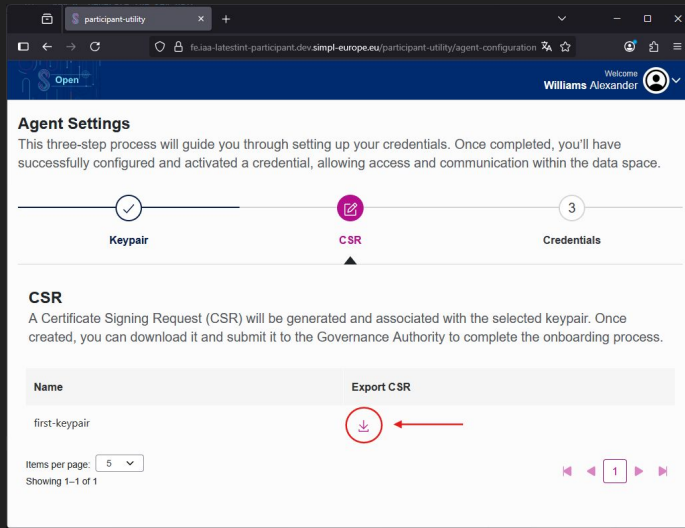 participant-utility
fe.iaa-latestint-participant.dev.simpl-europe.eu/participant-utility/agent-configuration
Open
Welcome
Williams Alexander
Agent Settings
This three-step process will guide you through setting up your credentials. Once completed, you'll have
successfully configured and activated a credential, allowing access and communication within the data space.
3
Keypair
CSR
Credentials
CSR
A Certificate Signing Request (CSR) will be generated and associated with the selected keypair. Once
created, you can download it and submit it to the Governance Authority to complete the onboarding process.
Name
Export CSR
first-keypair
Items per page: 5
Showing 1–1 of 1
1